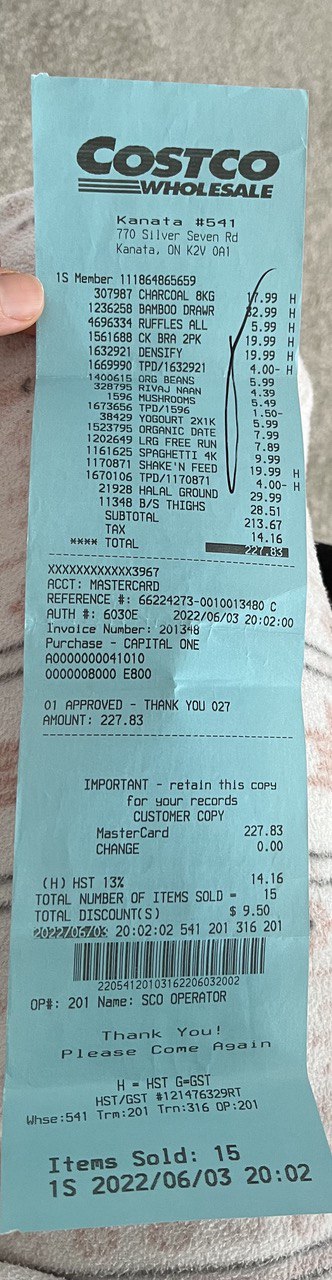 COSTCO
WHOLESALE
Kanata #541
770 Silver Seven Rd
Kanata, ON K2V 0A1
1S Member 111864865659
307987 CHARCOAL 8KG 17.99 H
1236258 BAMBOO DRAWR 32.99 H
4696334 RUFFLES ALL 5.99 H
1561688 CK BRA 2PK 19.99 H
1632921 DENSIFY 19.99 H
1669990 TPD/1632921 4.00- H
1400615 ORG BEANS 5.99
328795 RIVAJ NAAN 4.39
1596 MUSHROOMS 5.49
1673656 TPD/1596 1.50-
38429 YOGOURT 2X1K 5.99
1523795 ORGANIC DATE 7.99
1202649 LRG FREE RUN 7.89
1161625 SPAGHETTI 4K 9.99
1170871 SHAKE'N FEED 19.99 H
1670106 TPD/1170871 4.00- H
21928 HALAL GROUND 29.99
11348 B/S THIGHS 28.51
SUBTOTAL 213.67
TAX 14.16
**** TOTAL 227.83
XXXXXXXXXXXX3967
ACCT: MASTERCARD
REFERENCE #: 66224273-0010013480 C
AUTH #: 6030E 2022/06/03 20:02:00
Invoice Number: 201348
Purchase - CAPITAL ONE
A0000000041010
0000008000 E800
01 APPROVED - THANK YOU 027
AMOUNT: 227.83
IMPORTANT - retain this copy
for your records
CUSTOMER COPY
MasterCard 227.83
CHANGE 0.00
(H) HST 13% 14.16
TOTAL NUMBER OF ITEMS SOLD = 15
TOTAL DISCOUNT(S) $ 9.50
2022/06/03 20:02:02 541 201 316 201
22054120103162206032002
OP#: 201 Name: SCO OPERATOR
Thank You!
Please Come Again
H = HST G=GST
HST/GST #121476329RT
Whse:541 Trm:201 Trn:316 OP:201
Items Sold: 15
1S 2022/06/03 20:02